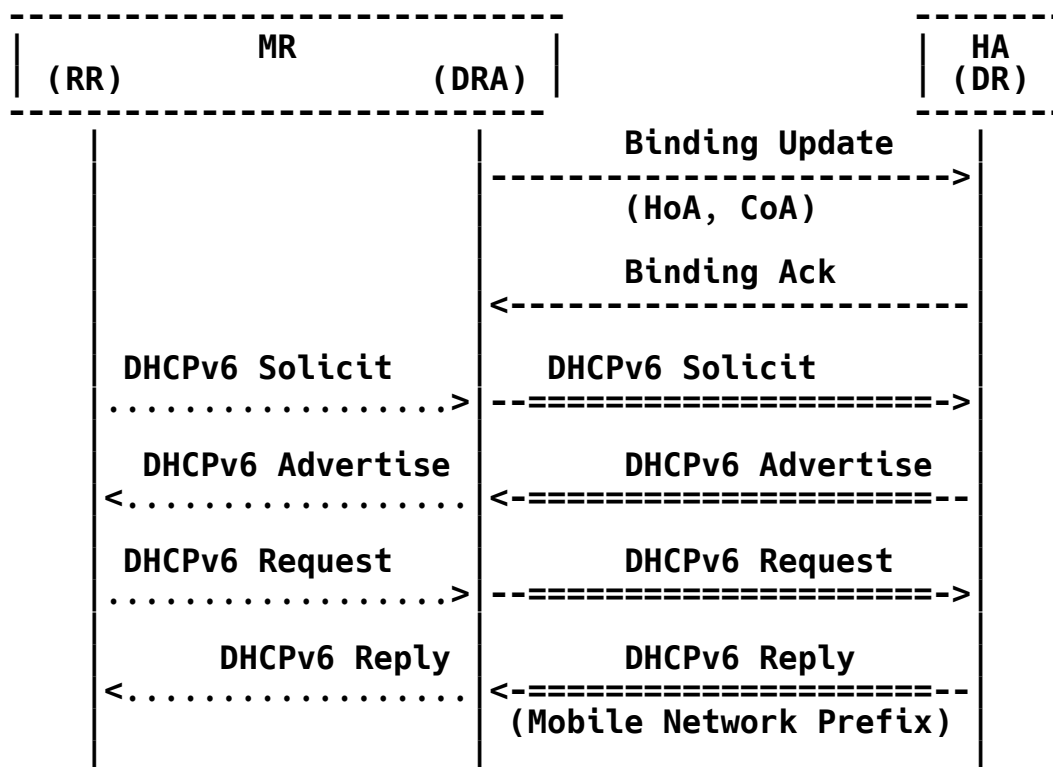 MR HA
(RR) (DRA) (DR)
Binding Update
(HoA, CoA)
Binding Ack
DHCPv6 Solicit DHCPv6 Solicit
DHCPv6 Advertise DHCPv6 Advertise
DHCPv6 Request DHCPv6 Request
DHCPv6 Reply DHCPv6 Reply
(Mobile Network Prefix)